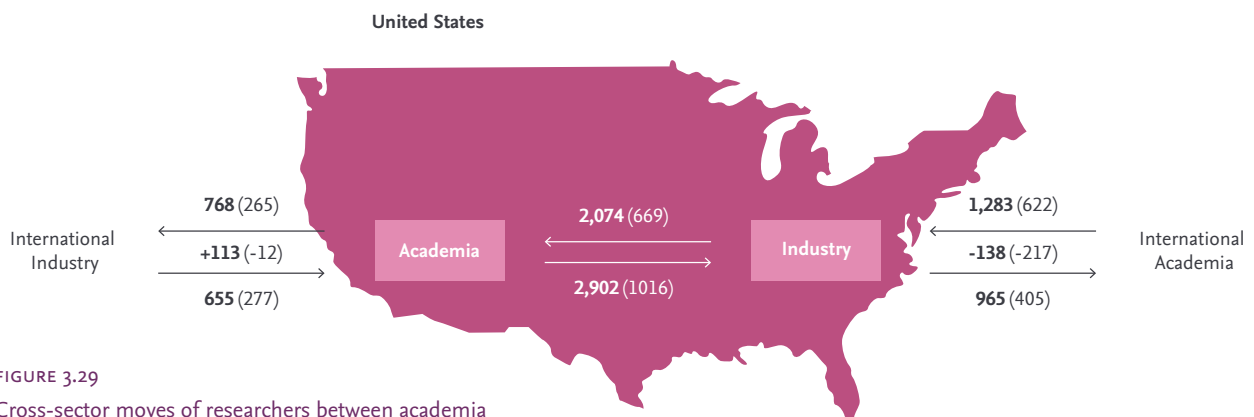 United States
768 (265)
International
Industry
+113 (-12)
655 (277)
Academia
2,074 (669)
2,902 (1016)
Industry
1,283 (622)
-138 (-217)
965 (405)
International
Academia
FIGURE 3.29
Cross-sector moves of researchers between academia